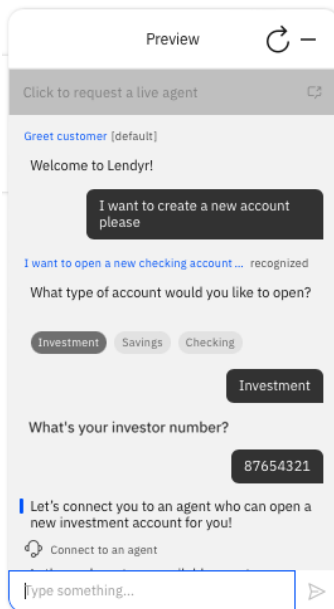 Preview
Click to request a live agent
Greet customer [default]
Welcome to Lendyr!
I want to create a new account
please
I want to open a new checking account ... recognized
What type of account would you like to open?
Investment Savings Checking
Investment
What's your investor number?
87654321
Let's connect you to an agent who can open a
new investment account for you!
Connect to an agent
Type something...